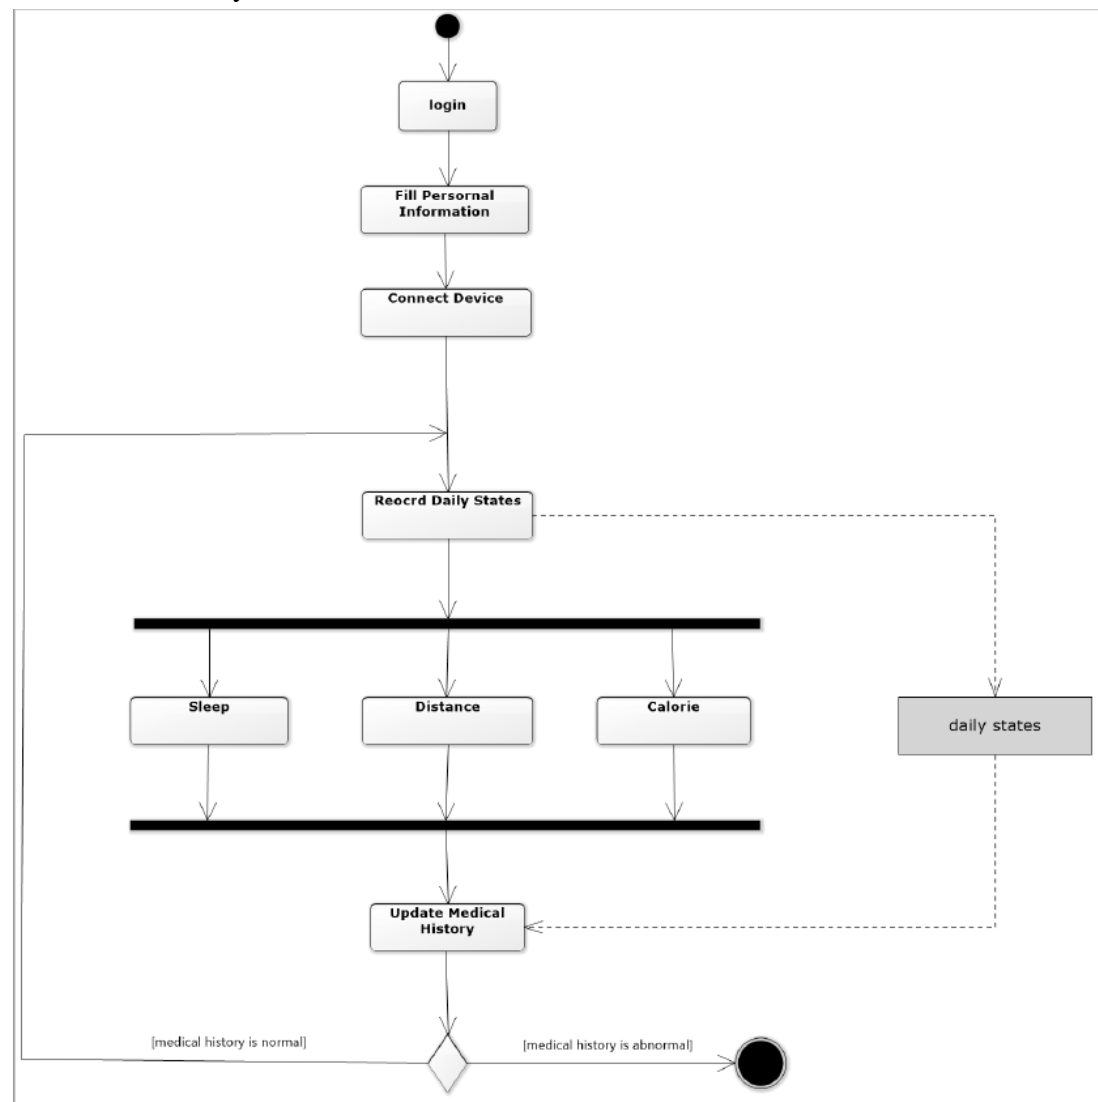 login
Fill Persornal
Information
Connect Device
Reocrd Daily States
Sleep
Distance
Calorie
daily states
Update Medical
History
[medical history is normal]
[medical history is abnormal]